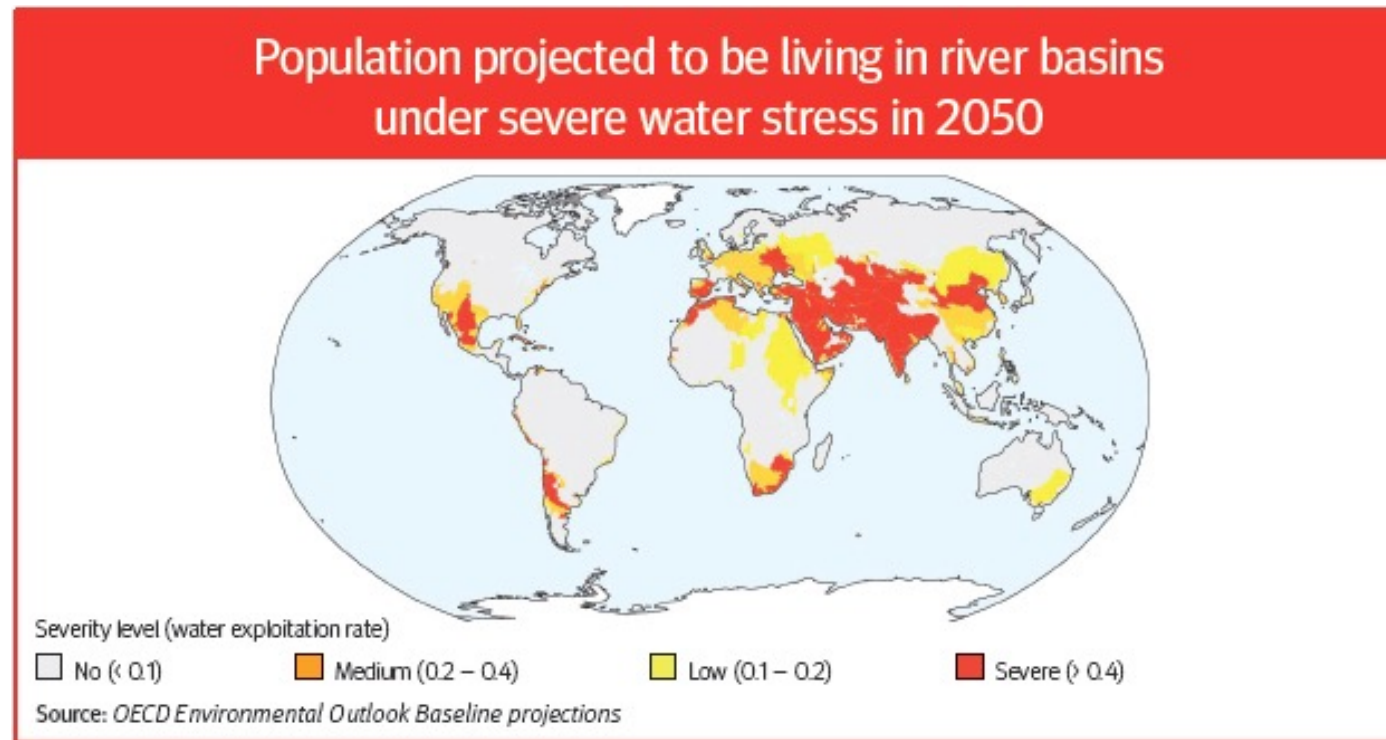 Population projected to be living in river basins
under severe water stress in 2050
Severity level (water exploitation rate)
No (< 0.1) Medium (0.2 – 0.4) Low (0.1 – 0.2) Severe (> 0.4)
Source: OECD Environmental Outlook Baseline projections